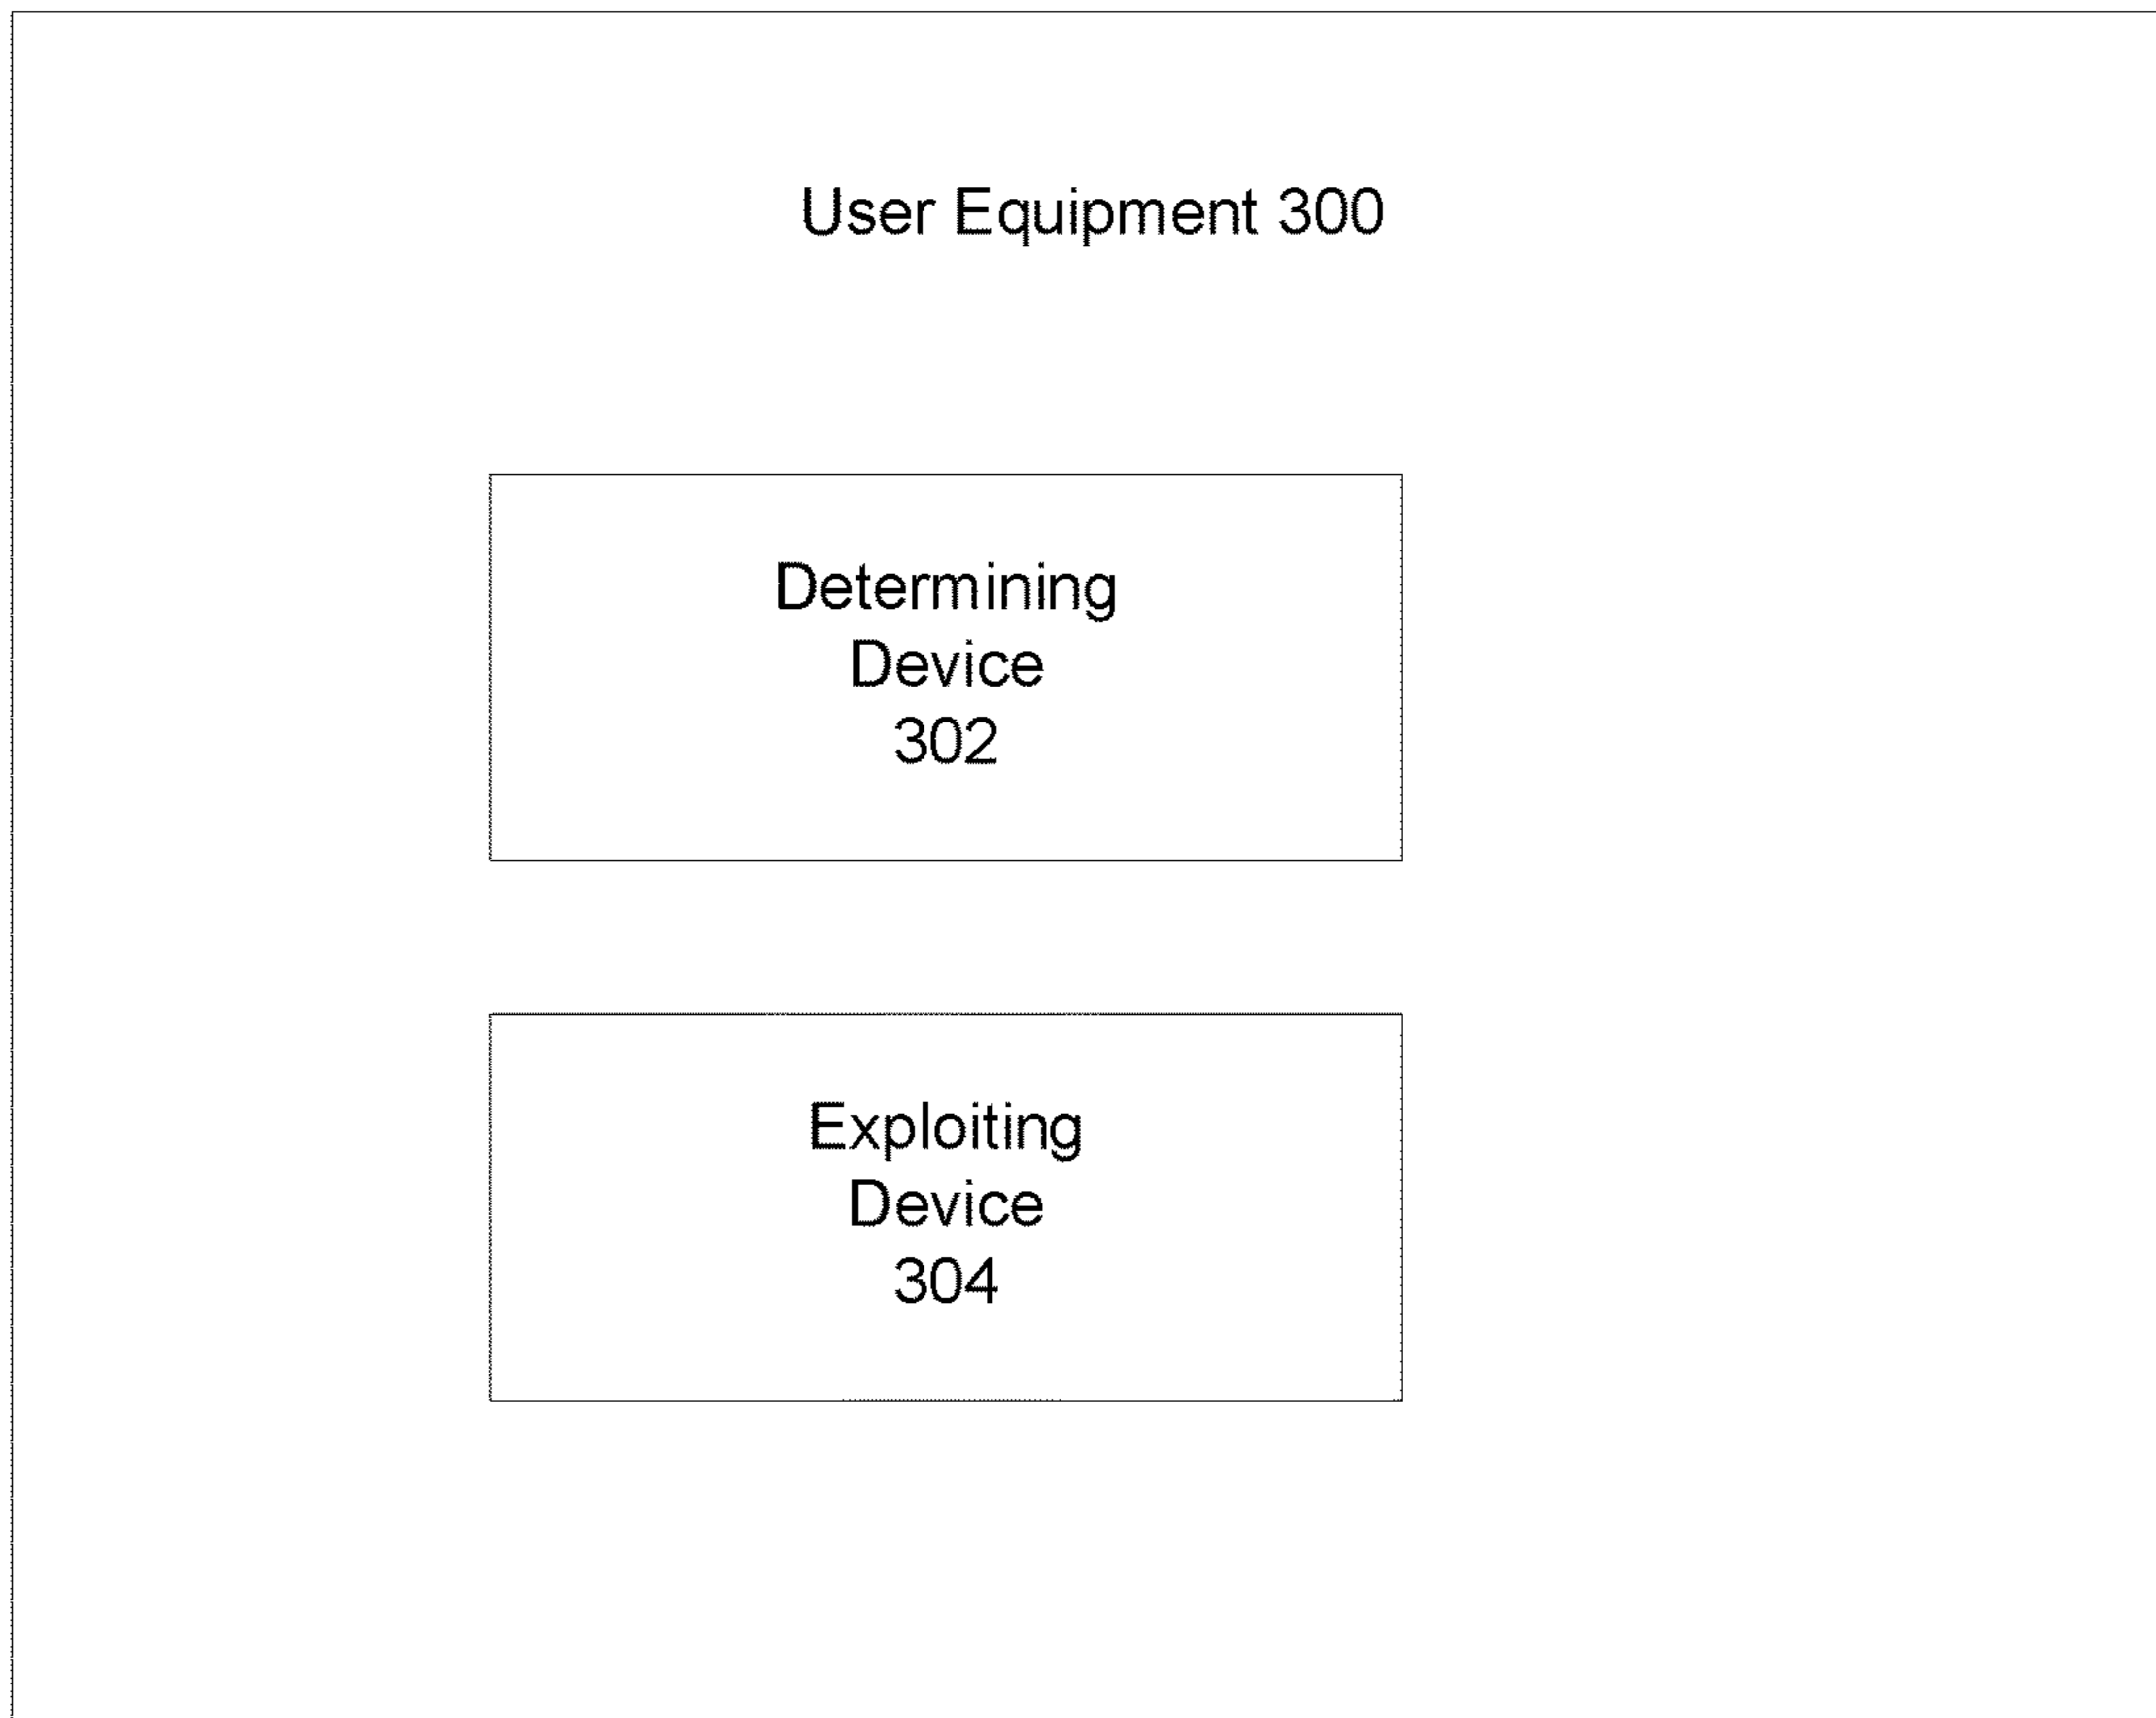 User Equipment 300
Determining
Device
302
Exploiting
Device
304